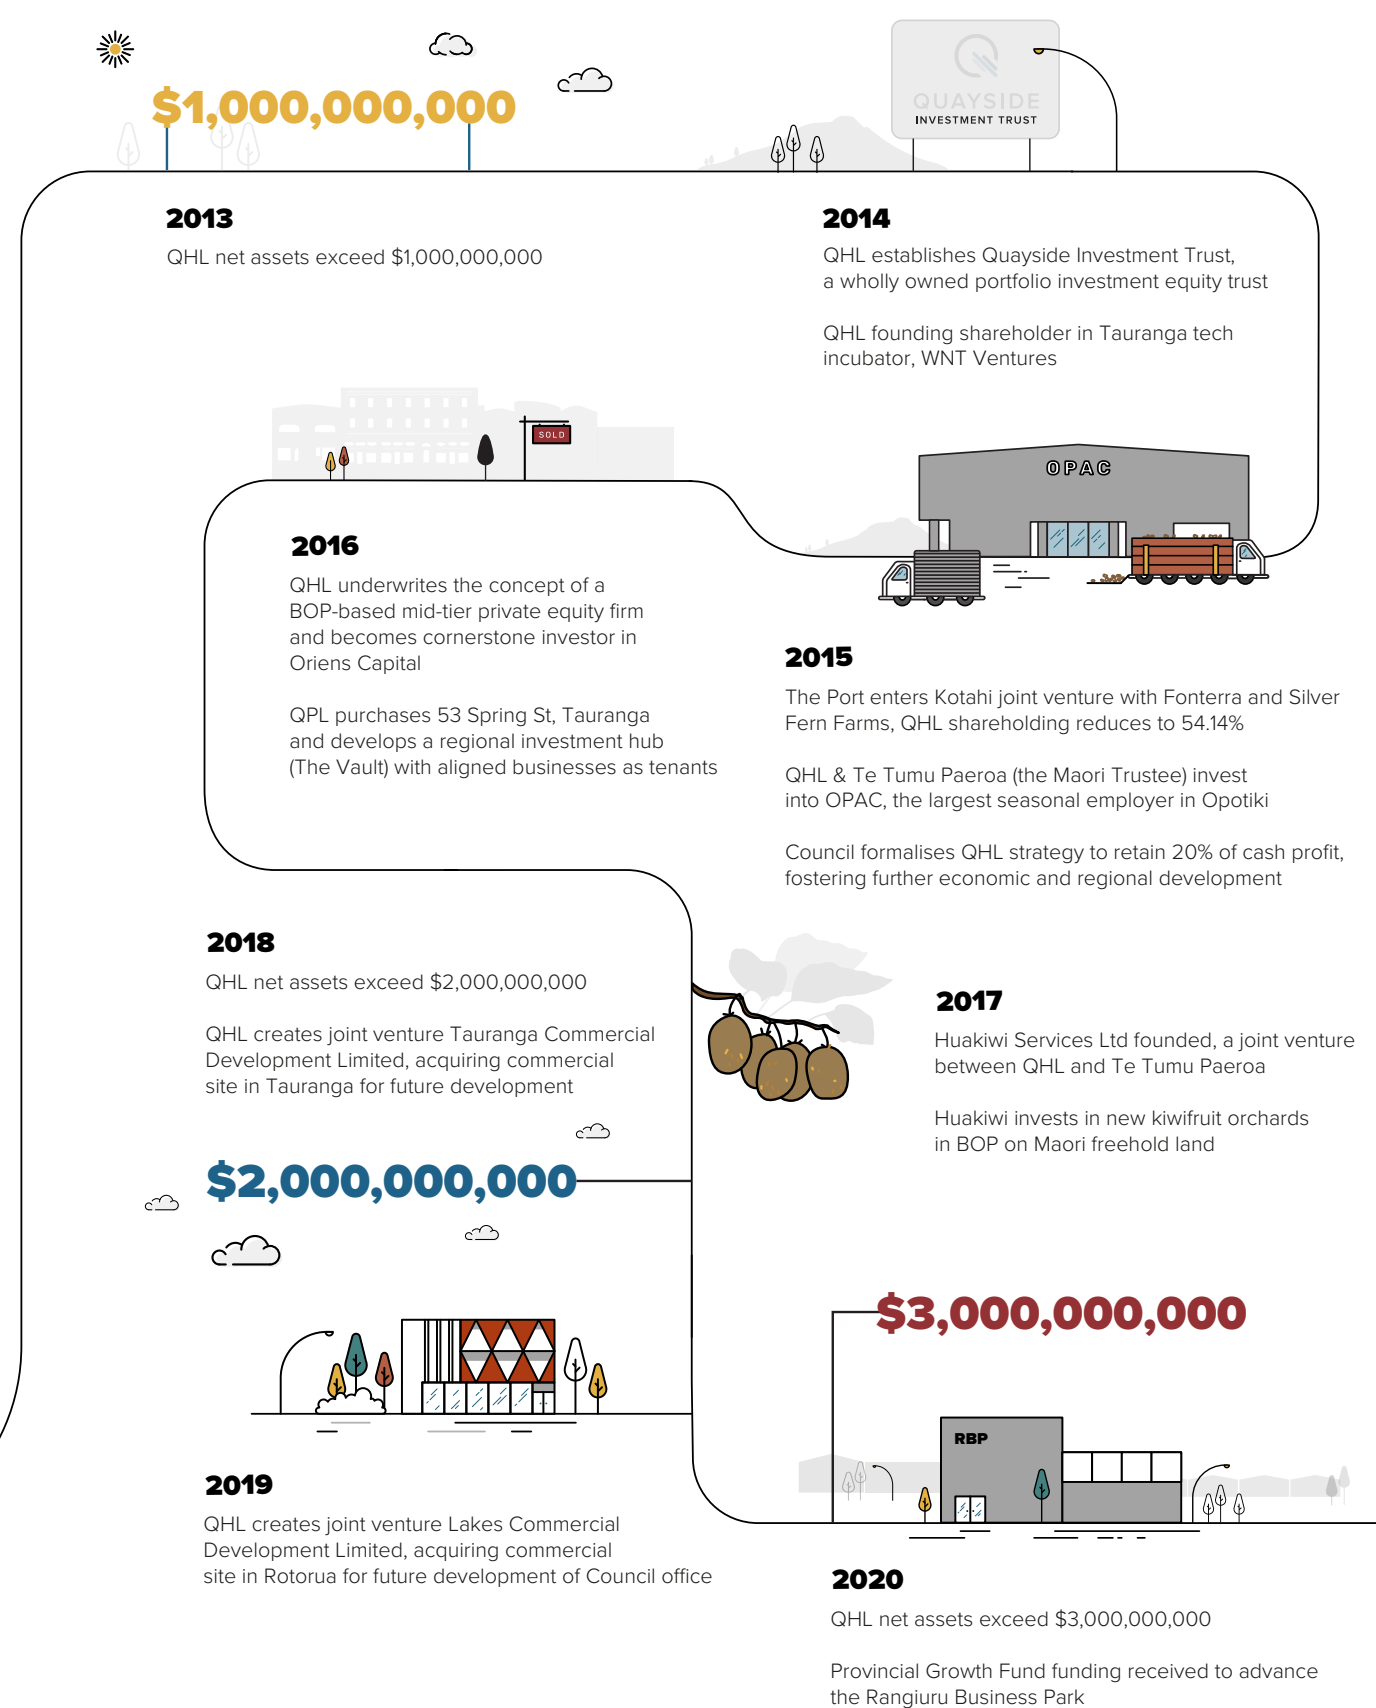 $1,000,000,000
QUAYSIDE
INVESTMENT TRUST
2013
QHL net assets exceed $1,000,000,000
2014
QHL establishes Quayside Investment Trust,
a wholly owned portfolio investment equity trust
QHL founding shareholder in Tauranga tech
incubator, WNT Ventures
SOLD
OPAC
2016
QHL underwrites the concept of a
BOP-based mid-tier private equity firm
and becomes cornerstone investor in
Oriens Capital
QPL purchases 53 Spring St, Tauranga
and develops a regional investment hub
(The Vault) with aligned businesses as tenants
2015
The Port enters Kotahi joint venture with Fonterra and Silver
Fern Farms, QHL shareholding reduces to 54.14%
QHL & Te Tumu Paeroa (the Maori Trustee) invest
into OPAC, the largest seasonal employer in Opotiki
Council formalises QHL strategy to retain 20% of cash profit,
fostering further economic and regional development
2018
QHL net assets exceed $2,000,000,000
QHL creates joint venture Tauranga Commercial
Development Limited, acquiring commercial
site in Tauranga for future development
2017
Huakiwi Services Ltd founded, a joint venture
between QHL and Te Tumu Paeroa
Huakiwi invests in new kiwifruit orchards
in BOP on Maori freehold land
$2,000,000,000
$3,000,000,000
RBP
2019
QHL creates joint venture Lakes Commercial
Development Limited, acquiring commercial
site in Rotorua for future development of Council office
2020
QHL net assets exceed $3,000,000,000
Provincial Growth Fund funding received to advance
the Rangiuru Business Park